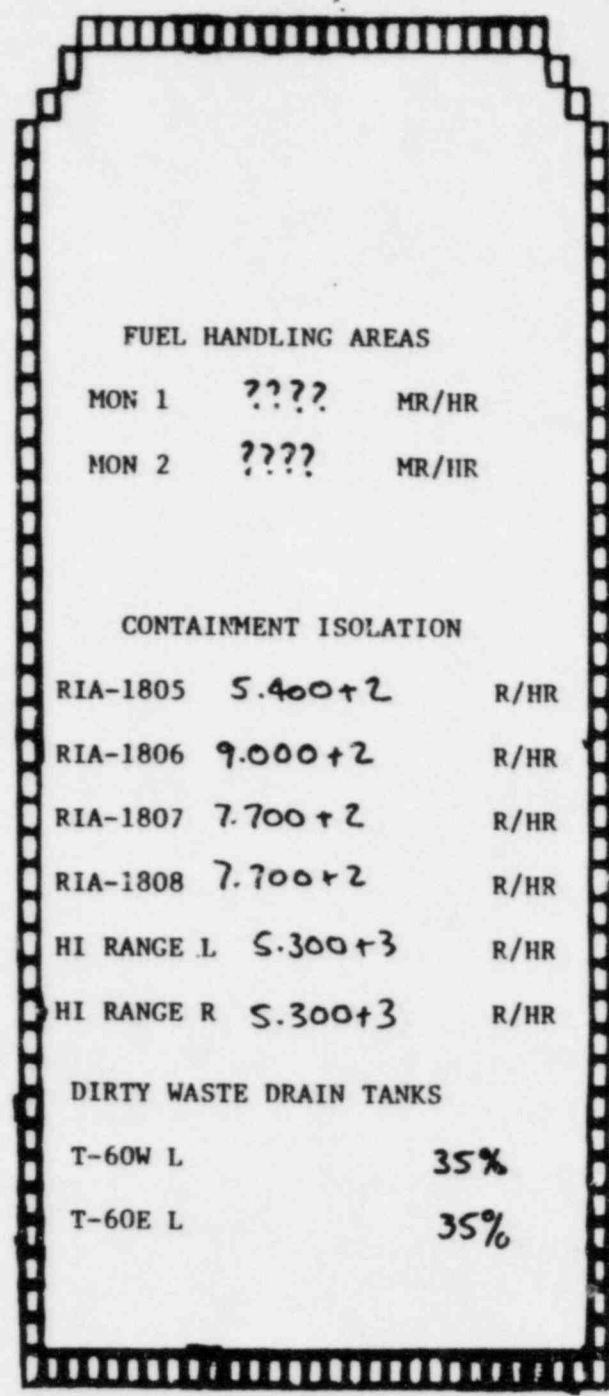 FUEL HANDLING AREAS
MON 1 ???? MR/HR
MON 2 ???? MR/HR
CONTAINMENT ISOLATION
RIA-1805 5.400+2 R/HR
RIA-1806 9.000+2 R/HR
RIA-1807 7.700+2 R/HR
RIA-1808 7.700+2 R/HR
HI RANGE L 5.300+3 R/HR
HI RANGE R 5.300+3 R/HR
DIRTY WASTE DRAIN TANKS
T-60W L 35%
T-60E L 35%